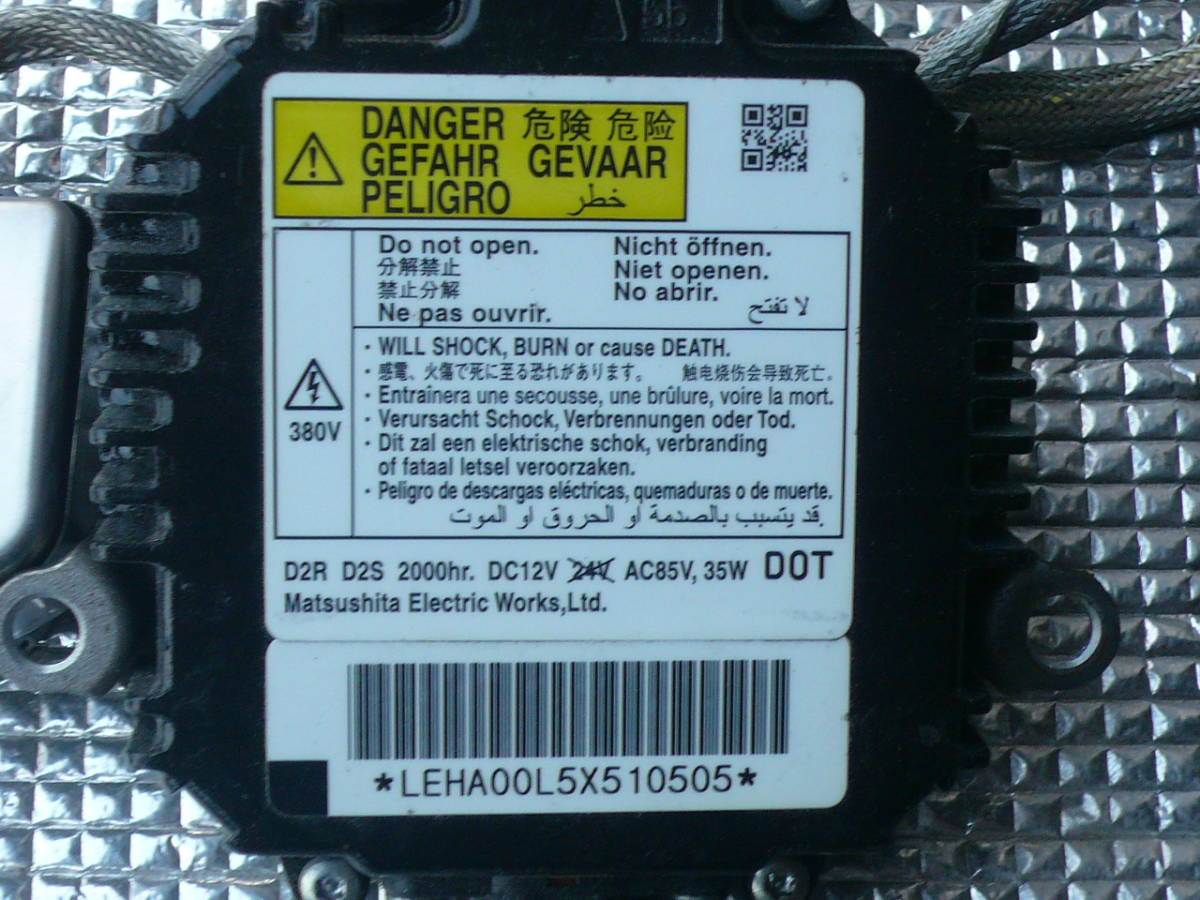 DANGER 危険 危险
GEFAHR GEVAAR
PELIGRO خطر
Do not open. Nicht öffnen.
分解禁止 Niet openen.
禁止分解 No abrir.
Ne pas ouvrir. لا تفتح
· WILL SHOCK, BURN or cause DEATH.
· 感電、火傷で死に至る恐れがあります。 触电烧伤会导致死亡。
· Entrainera une secousse, une brûlure, voire la mort.
· Verursacht Schock, Verbrennungen oder Tod.
· Dit zal een elektrische schok, verbranding
of fataal letsel veroorzaken.
· Peligro de descargas eléctricas, quemaduras o de muerte.
قد يتسبب بالصدمة او الحروق او الموت.
380V
D2R D2S 2000hr. DC12V 24V AC85V, 35W DOT
Matsushita Electric Works,Ltd.
*LEHA00L5X510505*